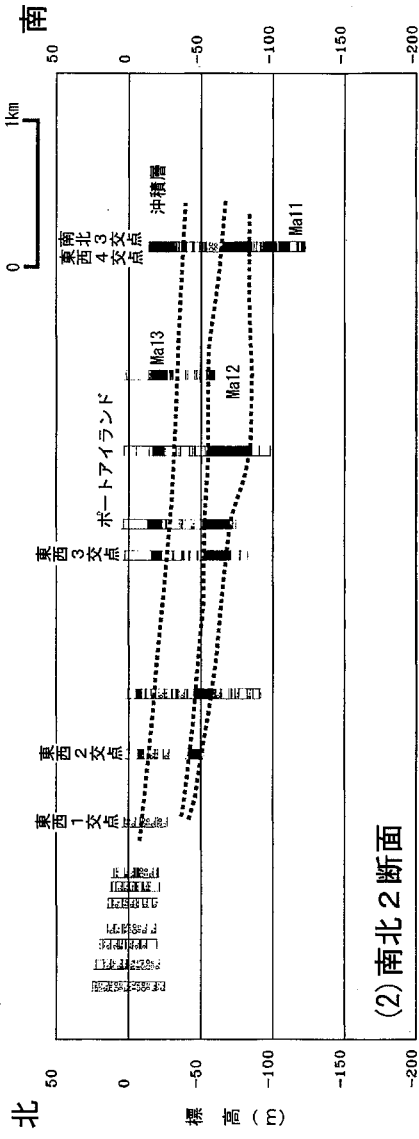 北
南
0
1km
50
0
-50
-100
-150
-200
標高(m)
50
0
-50
-100
-150
-200
東西1交点
東西2交点
東西3交点
ポートアイランド
南北3交点
東西4交点
沖積層
Ma13
Ma12
Ma11
(2)南北2断面